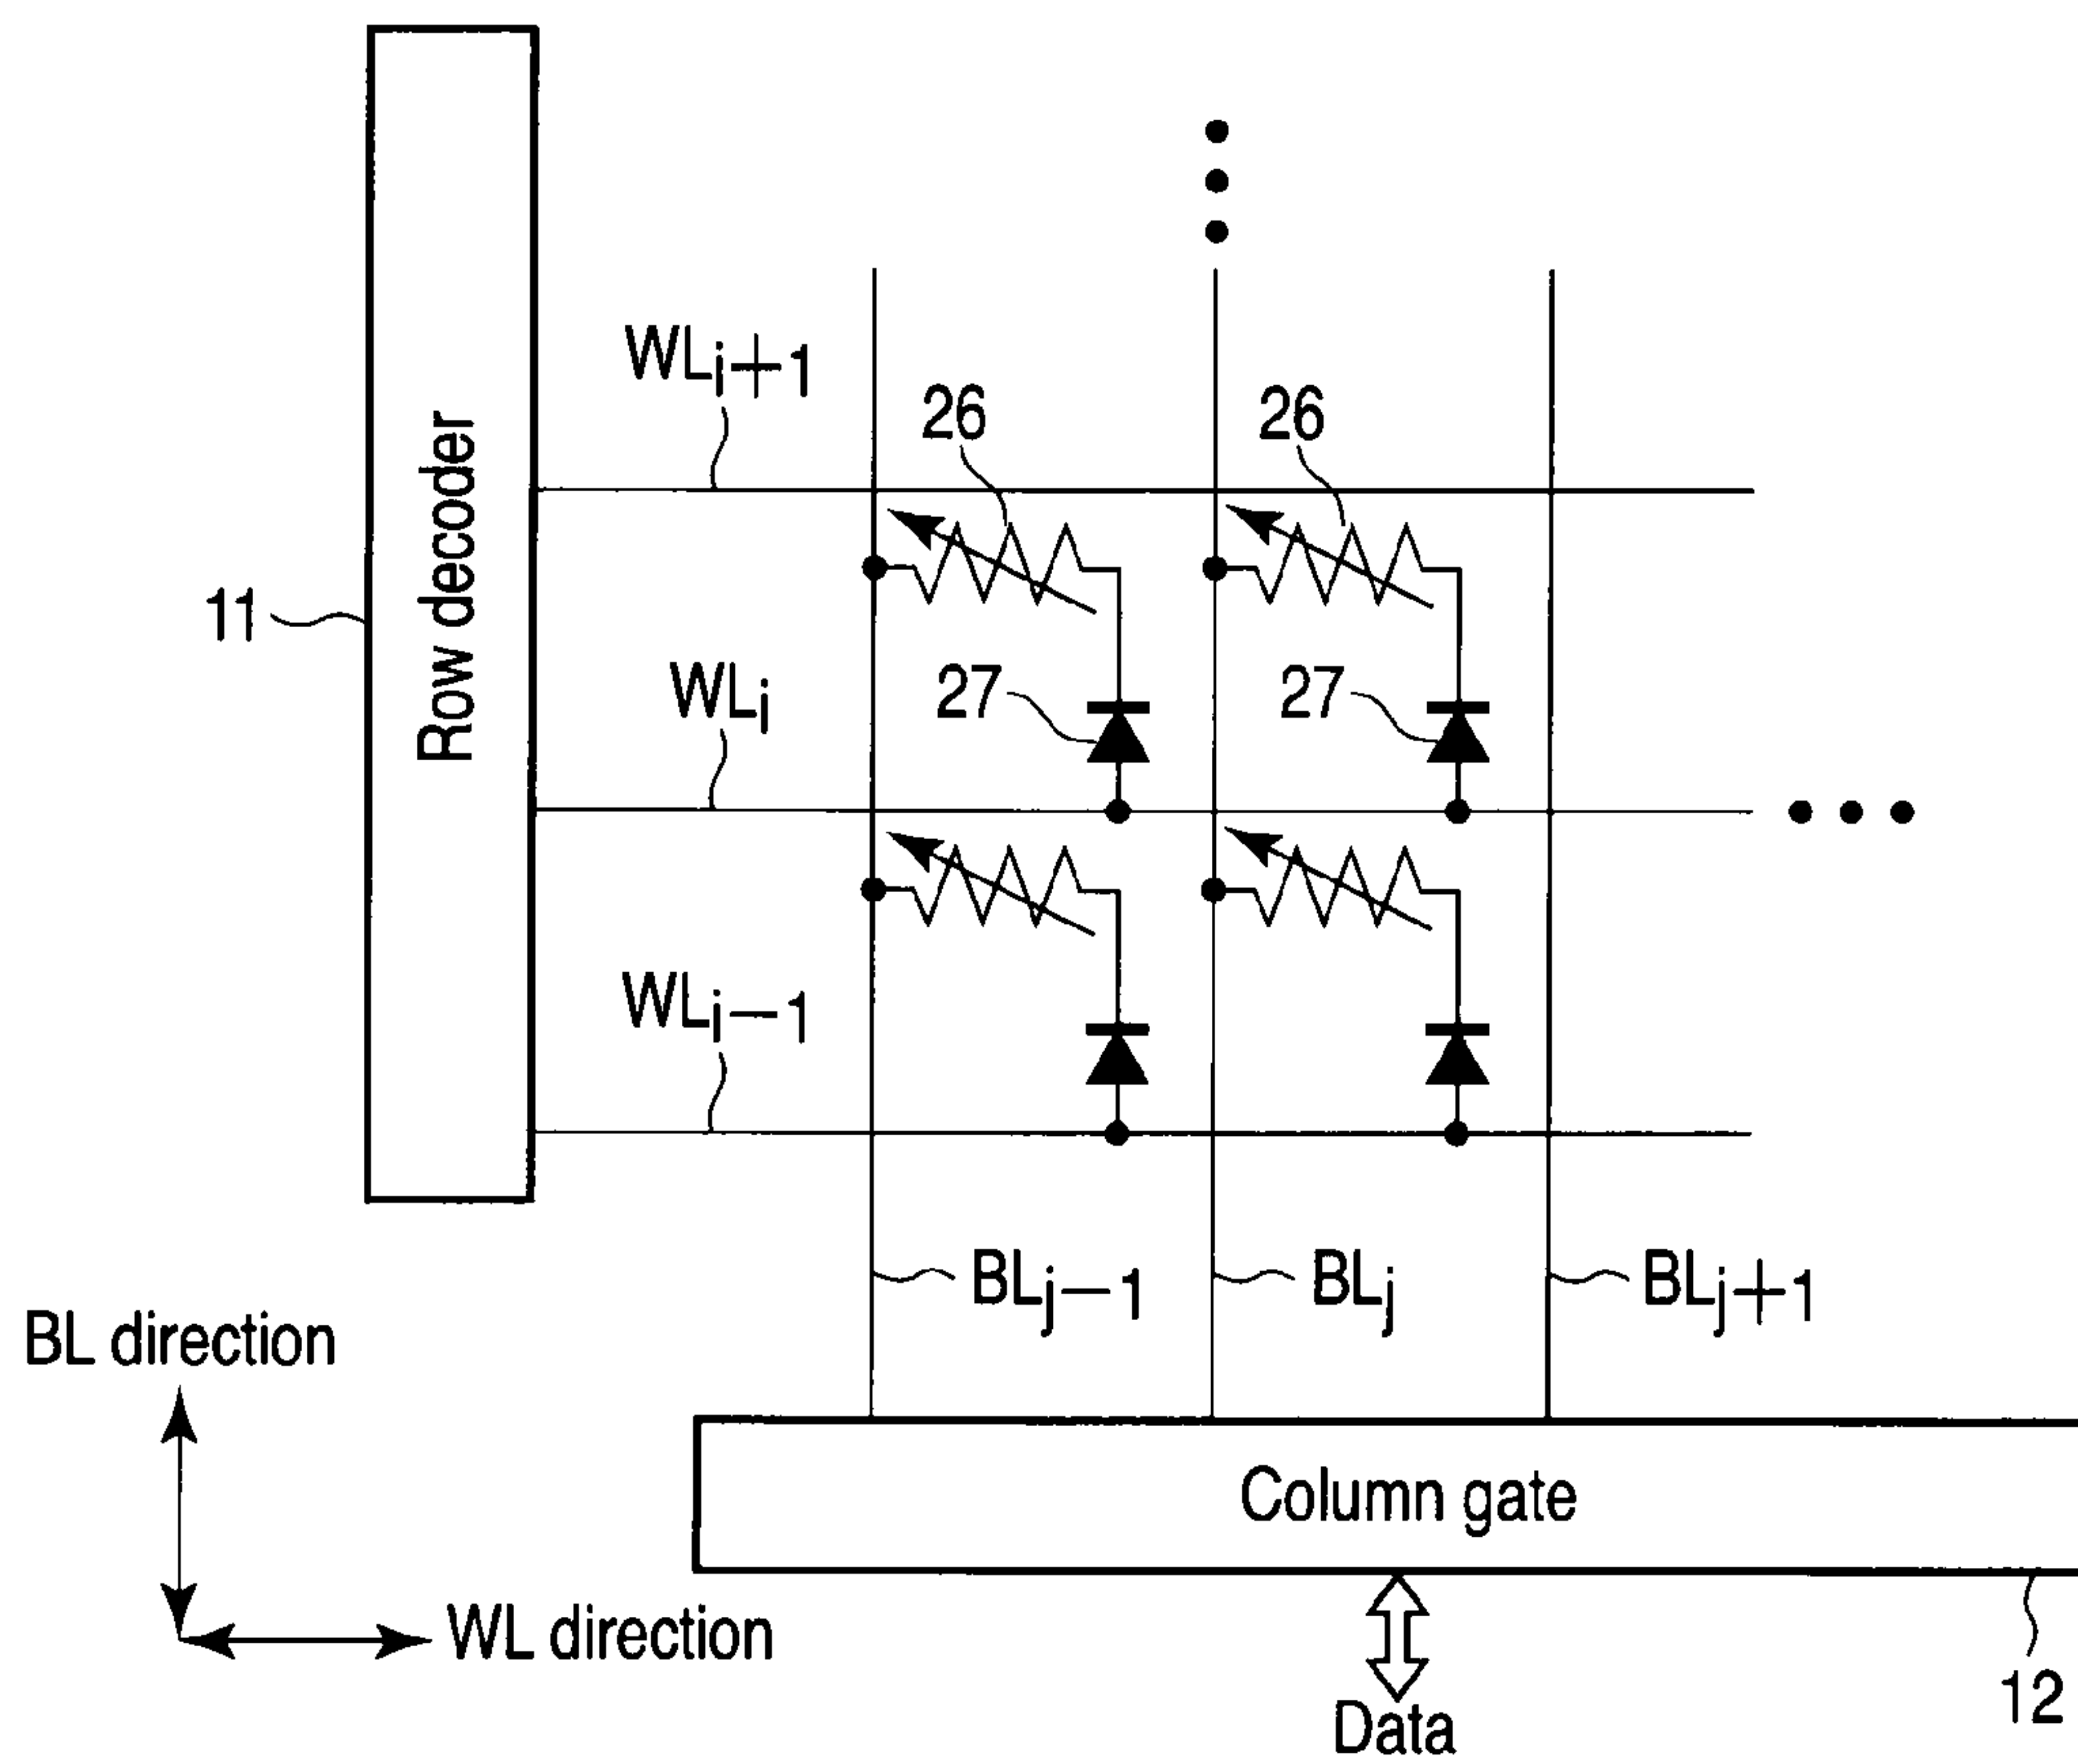 WLi+1
26
26
Row decoder
11
WLi
27
27
WLi−1
BLj−1
BLj
BLj+1
BL direction
Column gate
WL direction
12
Data